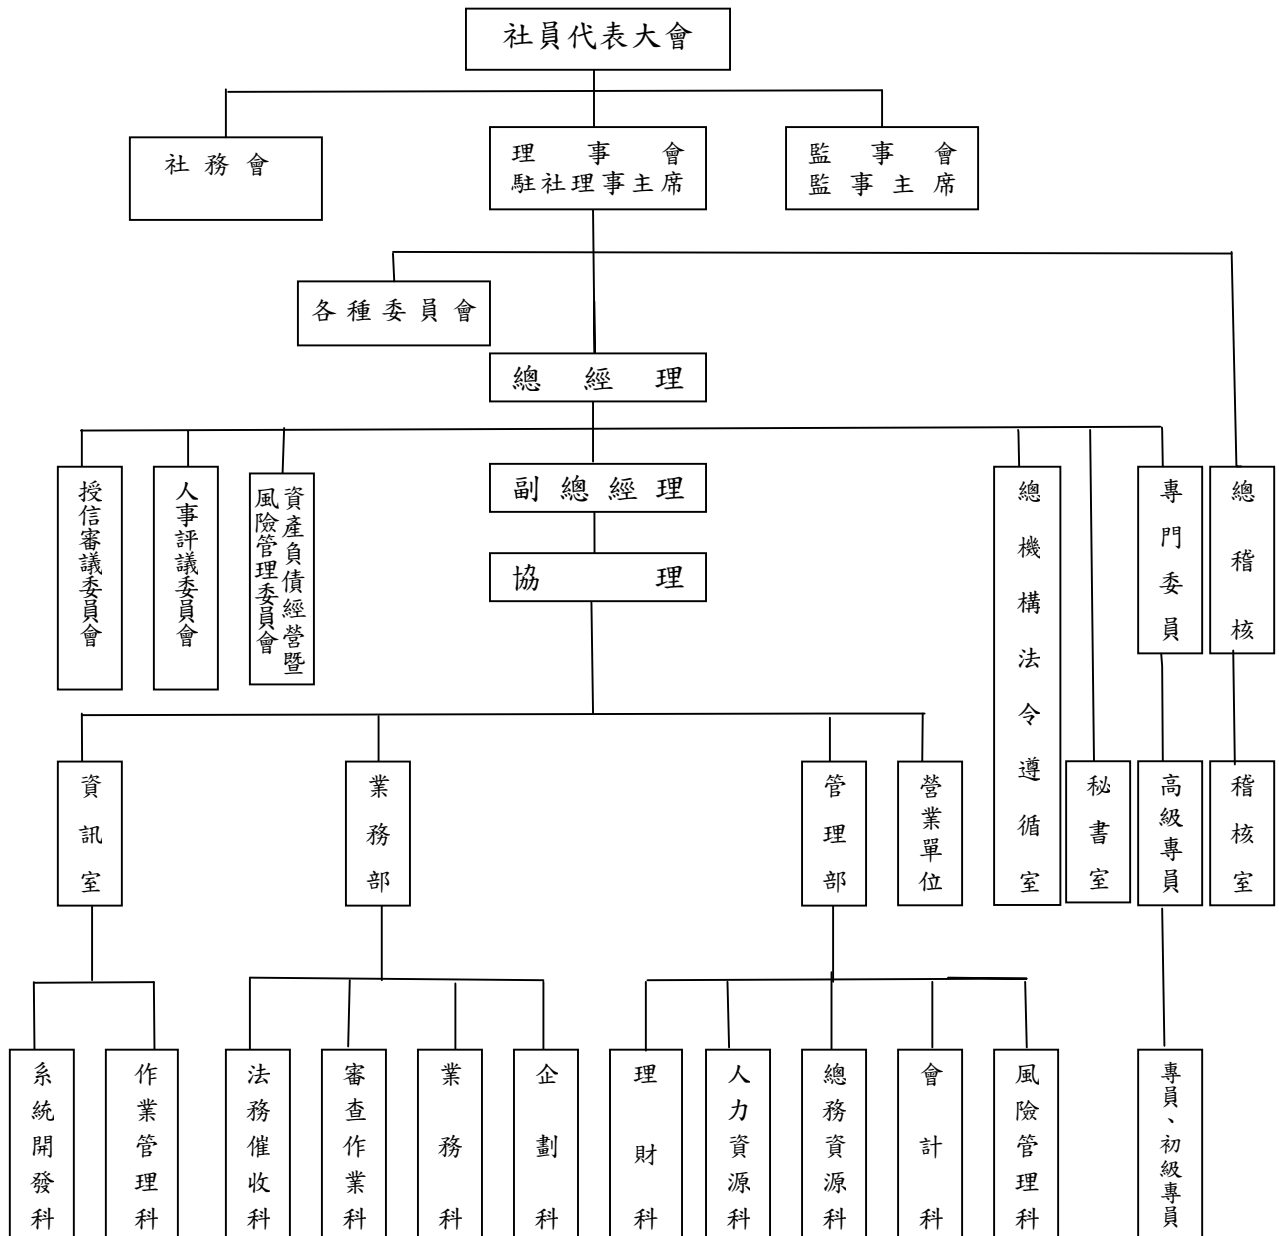 社員代表大會
社務會
理事會
駐社理事主席
監事會
監事主席
各種委員會
總經理
授信審議委員會
人事評議委員會
資產負債經營暨
風險管理委員會
副總經理
協理
總機構法令遵循室
專門委員
總稽核
資訊室
業務部
管理部
營業單位
秘書室
高級專員
稽核室
系統開發科
作業管理科
法務催收科
審查作業科
業務科
企劃科
理財科
人力資源科
總務資源科
會計科
風險管理科
專員、初級專員